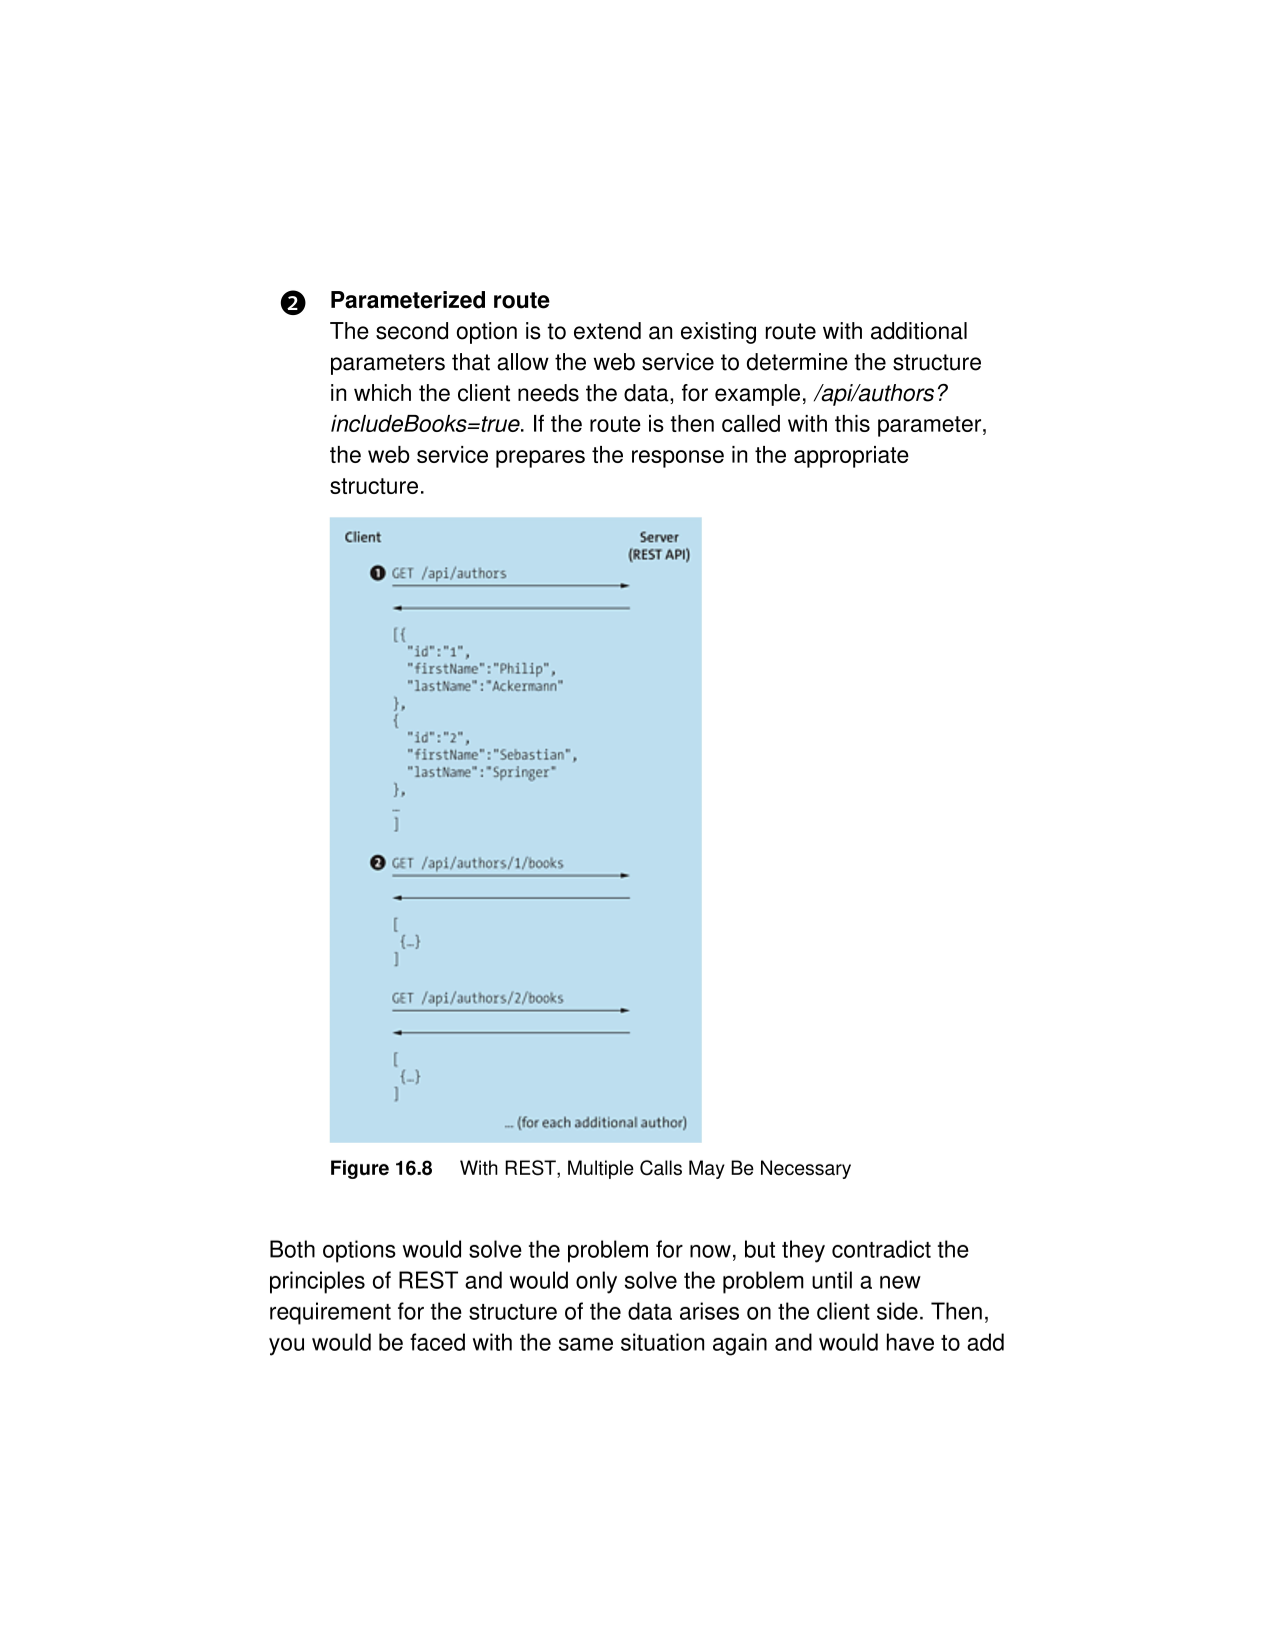 ❷ Parameterized route
The second option is to extend an existing route with additional
parameters that allow the web service to determine the structure
in which the client needs the data, for example, /api/authors?
includeBooks=true. If the route is then called with this parameter,
the web service prepares the response in the appropriate
structure.
Client Server
(REST API)
❶ GET /api/authors
[{
"id":"1",
"firstName":"Philip",
"lastName":"Ackermann"
},
{
"id":"2",
"firstName":"Sebastian",
"lastName":"Springer"
},
…
]
❷ GET /api/authors/1/books
[
{…}
]
GET /api/authors/2/books
[
{…}
]
… (for each additional author)
Figure 16.8 With REST, Multiple Calls May Be Necessary
Both options would solve the problem for now, but they contradict the
principles of REST and would only solve the problem until a new
requirement for the structure of the data arises on the client side. Then,
you would be faced with the same situation again and would have to add